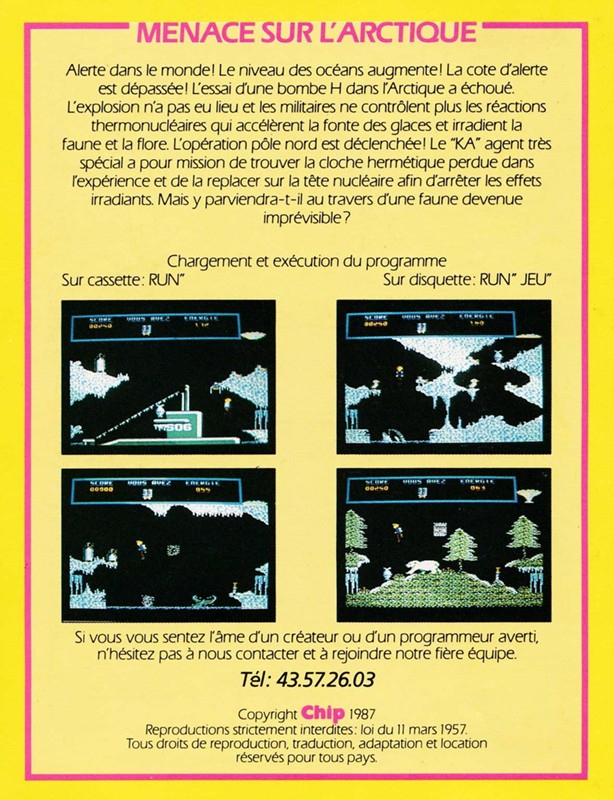 MENACE SUR L'ARCTIQUE
Alerte dans le monde! Le niveau des océans augmente! La cote d'alerte
est dépassée! L'essai d'une bombe H dans l'Arctique a échoué.
L'explosion n'a pas eu lieu et les militaires ne contrôlent plus les réactions
thermonucléaires qui accélèrent la fonte des glaces et irradient la
faune et la flore. L'opération pôle nord est déclenchée! Le "KA" agent très
spécial a pour mission de trouver la cloche hermétique perdue dans
l'expérience et de la replacer sur la tête nucléaire afin d'arrêter les effets
irradiants. Mais y parviendra-t-il au travers d'une faune devenue
imprévisible?
Chargement et exécution du programme
Sur cassette: RUN" Sur disquette: RUN" JEU"
SCORE VOUS AVEZ ENERGIE
00250
S06
SCORE VOUS AVEZ ENERGIE
00250
SCORE VOUS AVEZ ENERGIE
SCORE VOUS AVEZ ENERGIE
00250
Si vous vous sentez l'âme d'un créateur ou d'un programmeur averti,
n'hésitez pas à nous contacter et à rejoindre notre fière équipe.
Tél: 43.57.26.03
Copyright Chip 1987
Reproductions strictement interdites: loi du 11 mars 1957.
Tous droits de reproduction, traduction, adaptation et location
réservés pour tous pays.